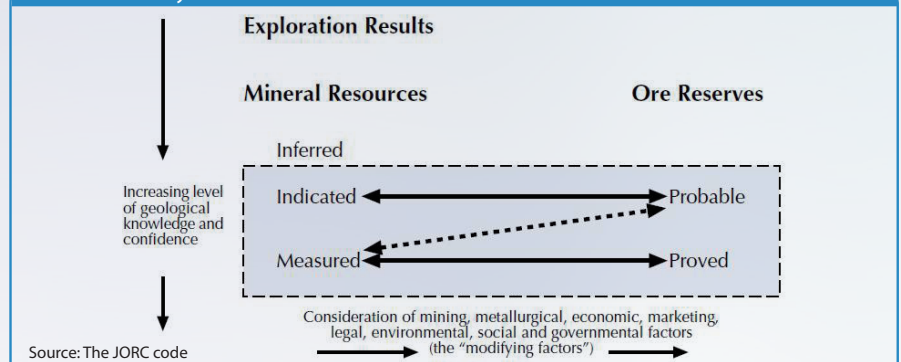 Exploration Results
Mineral Resources
Ore Reserves
Inferred
Indicated
Probable
Measured
Proved
Increasing level
of geological
knowledge and
confidence
Consideration of mining, metallurgical, economic, marketing,
legal, environmental, social and governmental factors
(the “modifying factors”)
Source: The JORC code